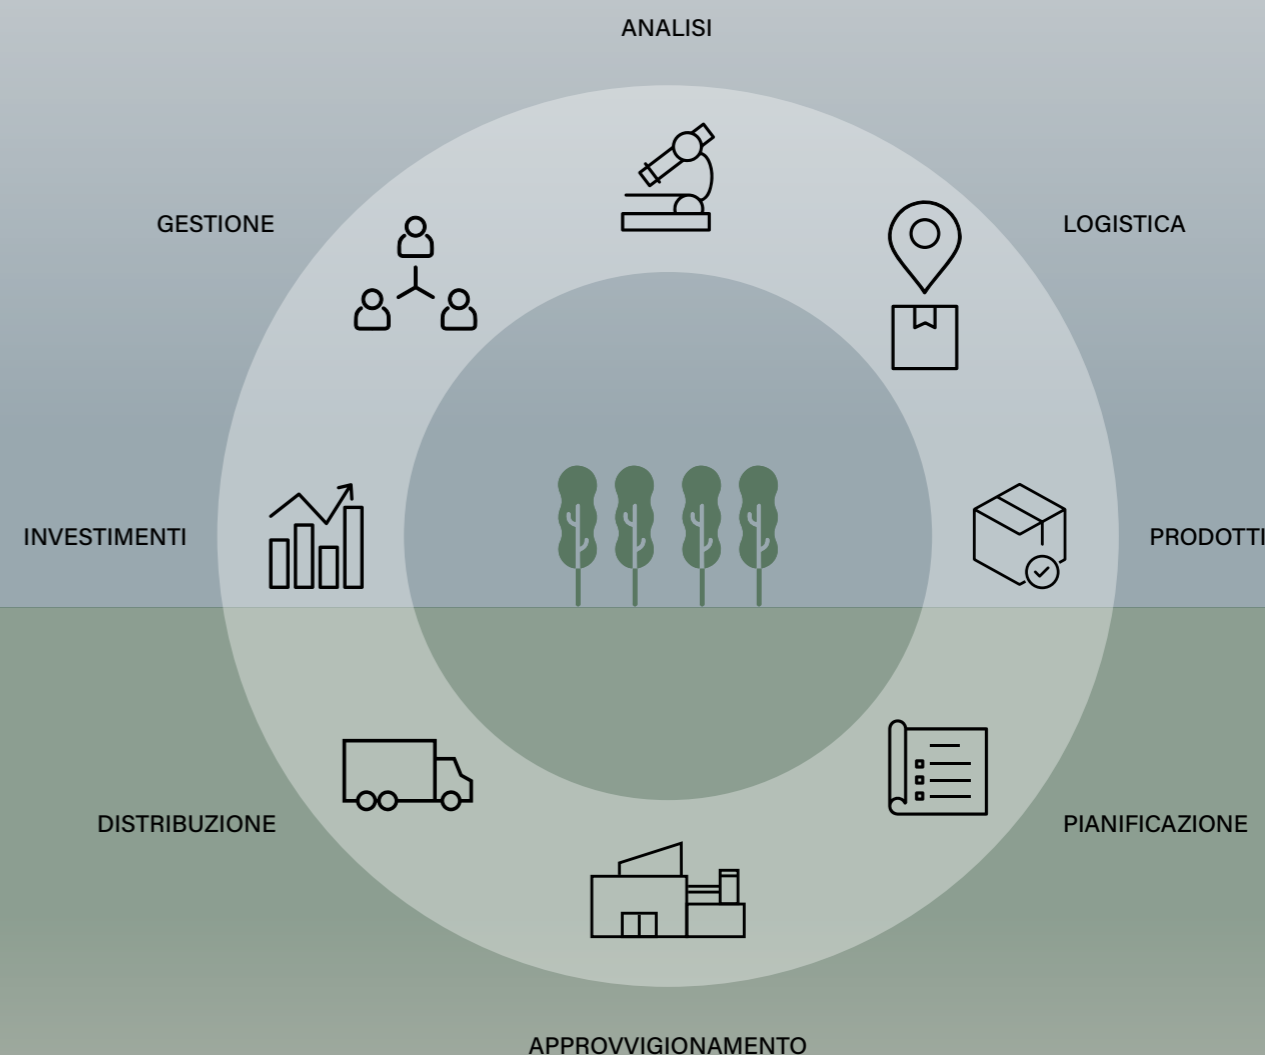 ANALISI
GESTIONE
LOGISTICA
INVESTIMENTI
PRODOTTI
DISTRIBUZIONE
PIANIFICAZIONE
APPROVVIGIONAMENTO